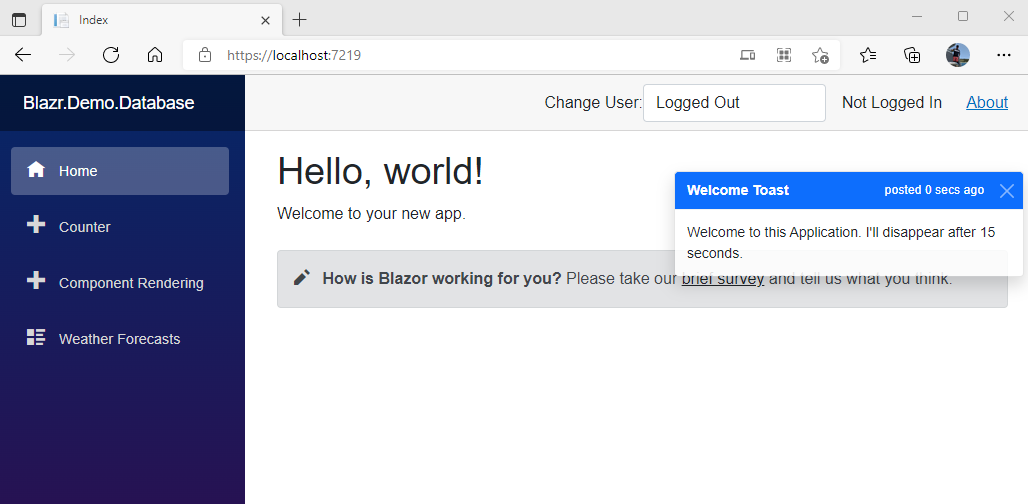 Index
https://localhost:7219
Blazr.Demo.Database
Change User: Logged Out Not Logged In About
Home
Counter
Component Rendering
Weather Forecasts
Hello, world!
Welcome to your new app.
Welcome Toast posted 0 secs ago
Welcome to this Application. I'll disappear after 15
seconds.
How is Blazor working for you? Please take our brief survey and tell us what you think.